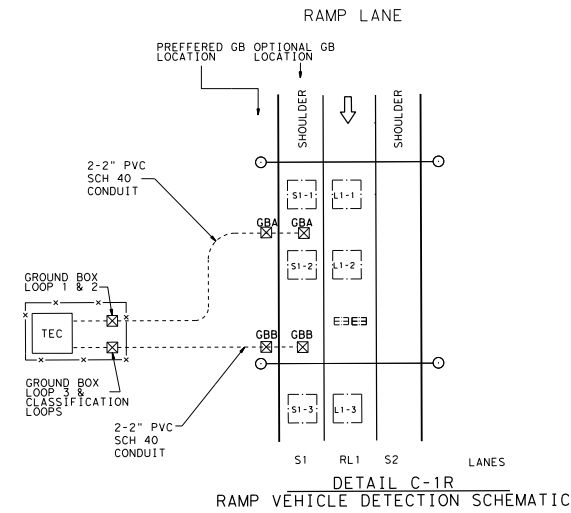 RAMP LANE
PREFFERED GB OPTIONAL GB
LOCATION LOCATION
SHOULDER
SHOULDER
2-2" PVC
SCH 40
CONDUIT
S1-1
L1-1
GBA
GBA
S1-2
L1-2
GROUND BOX
LOOP 1 & 2
TEC
GBB
GBB
GROUND BOX
LOOP 3 &
CLASSIFICATION
LOOPS
2-2" PVC
SCH 40
CONDUIT
S1-3
L1-3
S1 RL1 S2 LANES
DETAIL C-1R
RAMP VEHICLE DETECTION SCHEMATIC